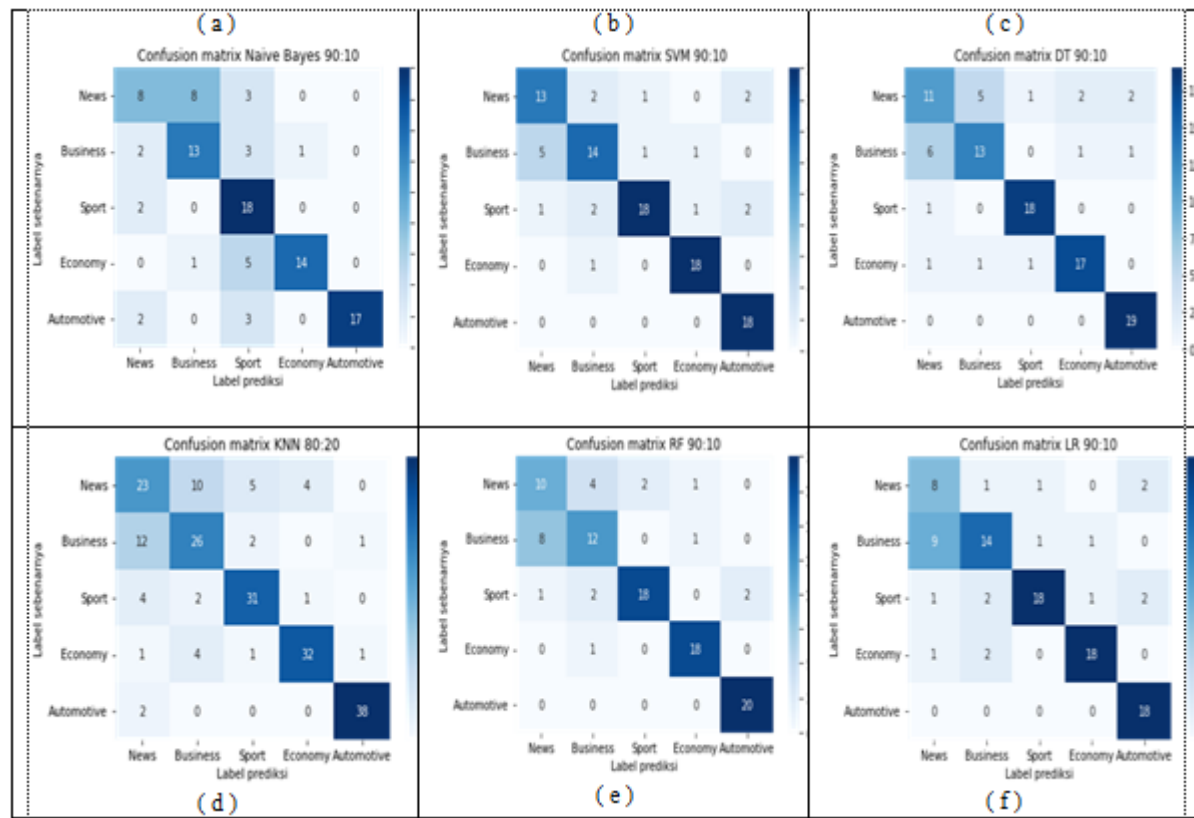 ( a ) ( b ) ( c )
Confusion matrix Naive Bayes 90:10
Label sebenarnya
News 8 8 3 0 0
Business 2 13 3 1 0
Sport 2 0 18 0 0
Economy 0 1 5 14 0
Automotive 2 0 3 0 17
News Business Sport Economy Automotive
Label prediksi
Confusion matrix SVM 90:10
Label sebenarnya
News 13 2 1 0 2
Business 5 14 1 1 0
Sport 1 2 18 1 2
Economy 0 1 0 18 0
Automotive 0 0 0 0 18
News Business Sport Economy Automotive
Label prediksi
Confusion matrix DT 90:10
Label sebenarnya
News 11 5 1 2 2
Business 6 13 0 1 1
Sport 1 0 18 0 0
Economy 1 1 1 17 0
Automotive 0 0 0 0 19
News Business Sport Economy Automotive
Label prediksi
Confusion matrix KNN 80:20
Label sebenarnya
News 23 10 5 4 0
Business 12 26 2 0 1
Sport 4 2 31 1 0
Economy 1 4 1 32 1
Automotive 2 0 0 0 38
News Business Sport Economy Automotive
Label prediksi
( d )
Confusion matrix RF 90:10
Label sebenarnya
News 10 4 2 1 0
Business 8 12 0 1 0
Sport 1 2 18 0 2
Economy 0 1 0 18 0
Automotive 0 0 0 0 20
News Business Sport Economy Automotive
Label prediksi
( e )
Confusion matrix LR 90:10
Label sebenarnya
News 8 1 1 0 2
Business 9 14 1 1 0
Sport 1 2 18 1 2
Economy 1 2 0 18 0
Automotive 0 0 0 0 18
News Business Sport Economy Automotive
Label prediksi
( f )